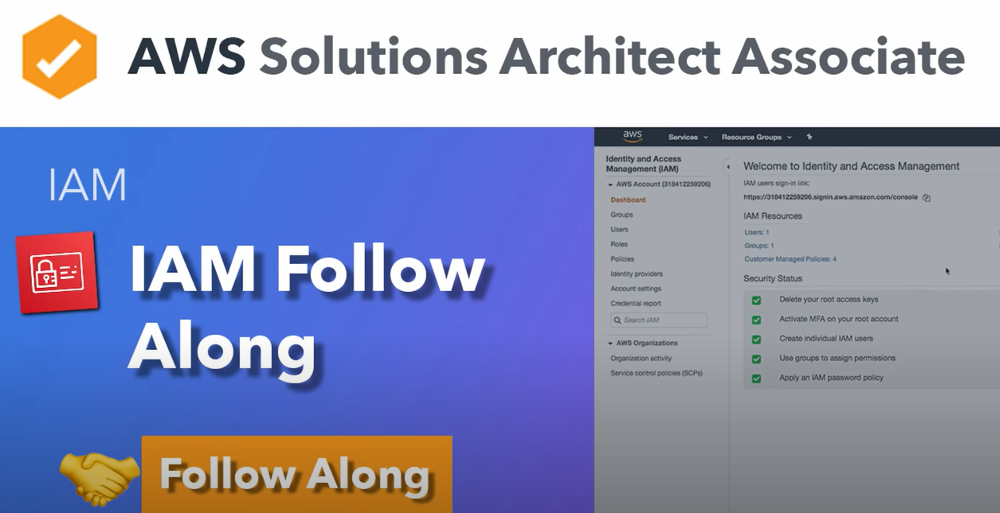 AWS Solutions Architect Associate
IAM
IAM Follow
Along
Follow Along
aws
Services
Resource Groups
Identity and Access
Management (IAM)
AWS Account (318412259206)
Dashboard
Groups
Users
Roles
Policies
Identity providers
Account settings
Credential report
Search IAM
AWS Organizations
Organization activity
Service control policies (SCPs)
Welcome to Identity and Access Management
IAM users sign-in link:
https://318412259206.signin.aws.amazon.com/console
IAM Resources
Users: 1
Groups: 1
Customer Managed Policies: 4
Security Status
Delete your root access keys
Activate MFA on your root account
Create individual IAM users
Use groups to assign permissions
Apply an IAM password policy